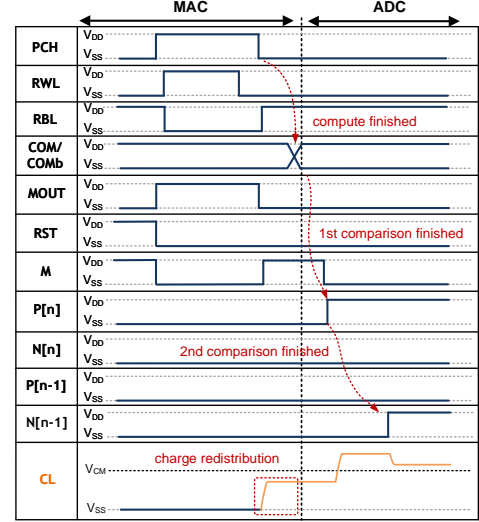 MAC ADC
PCH VDD
VSS
RWL VDD
VSS
RBL VDD
VSS
compute finished
COM/
COMb
VDD
VSS
MOUT VDD
VSS
RST VDD
VSS
1st comparison finished
M VDD
VSS
P[n] VDD
VSS
N[n] VDD
VSS
2nd comparison finished
P[n-1] VDD
VSS
N[n-1] VDD
VSS
CL
charge redistribution
VCM
VSS